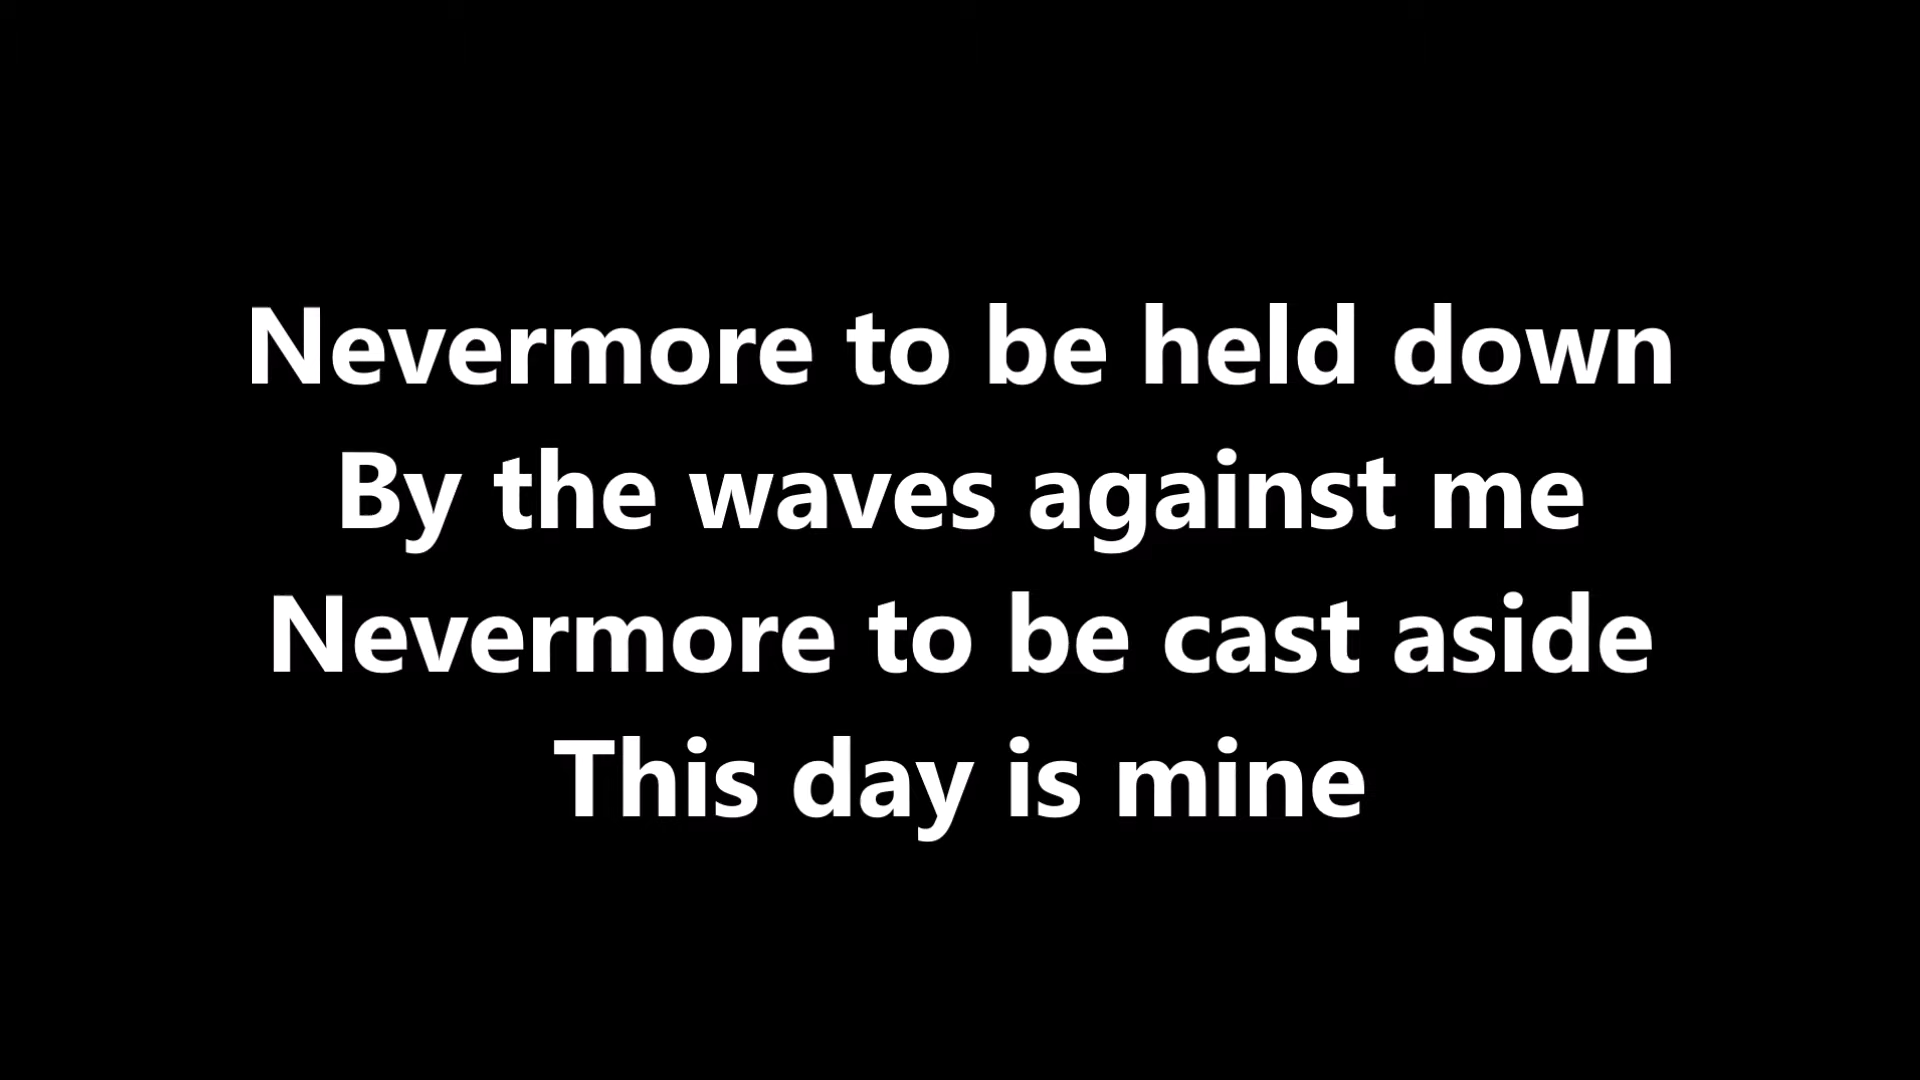 Nevermore to be held down
By the waves against me
Nevermore to be cast aside
This day is mine